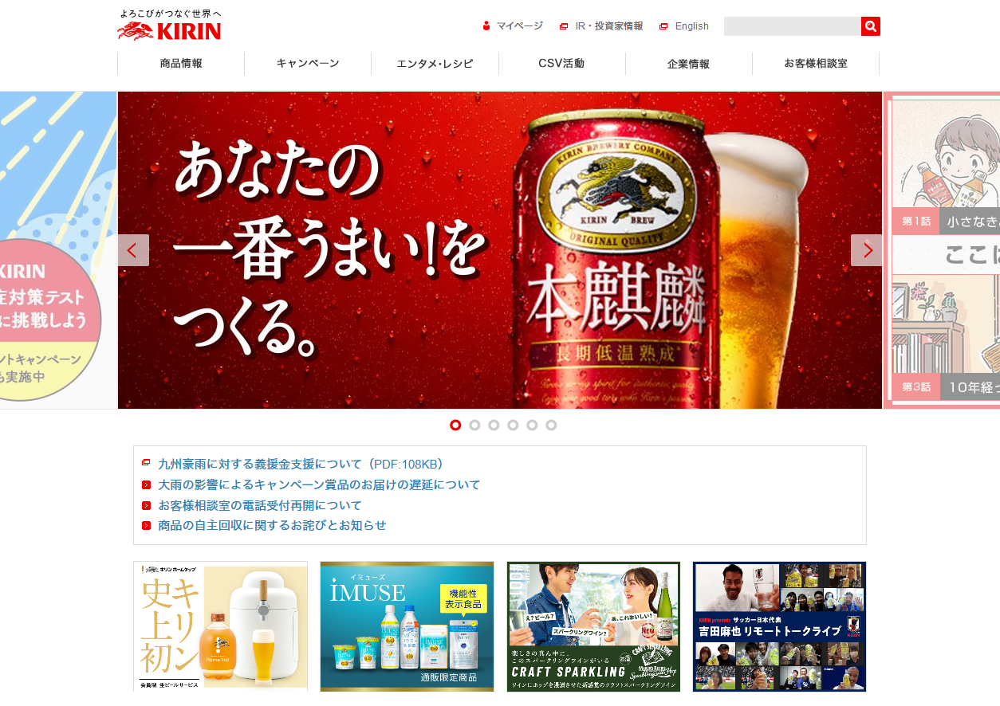 よろこびがつなぐ世界へ
KIRIN
マイページ
IR・投資家情報
English
商品情報
キャンペーン
エンタメ・レシピ
CSV活動
企業情報
お客様相談室
KIRIN
症対策テスト
に挑戦しよう
ントキャンペーン
も実施中
あなたの
一番うまい!を
つくる。
KIRIN BREWERY COMPANY
KIRIN BREW
ORIGINAL QUALITY
本麒麟
長期低温熟成
第1話
小さなき
ここに
第3話
10年経っ
九州豪雨に対する義援金支援について（PDF:108KB）
大雨の影響によるキャンペーン賞品のお届けの遅延について
お客様相談室の電話受付再開について
商品の自主回収に関するお詫びとお知らせ
キリン ホームタップ
キリン
史上初
Home Tap
会員制 生ビールサービス
イミューズ
iMUSE
機能性
表示食品
通販限定商品
え?ビール?
あ、これおいしい!
スパークリングワイン?
New
楽しさの真ん中に、
このスパークリングワインがいる
お酒
CRAFT SPARKLING
CRAFT SPARKLING
ワインにホップを浸漬させた新感覚のクラフトスパークリングワイン
KIRIN presents サッカー日本代表
吉田麻也 リモートトークライブ
KIRIN